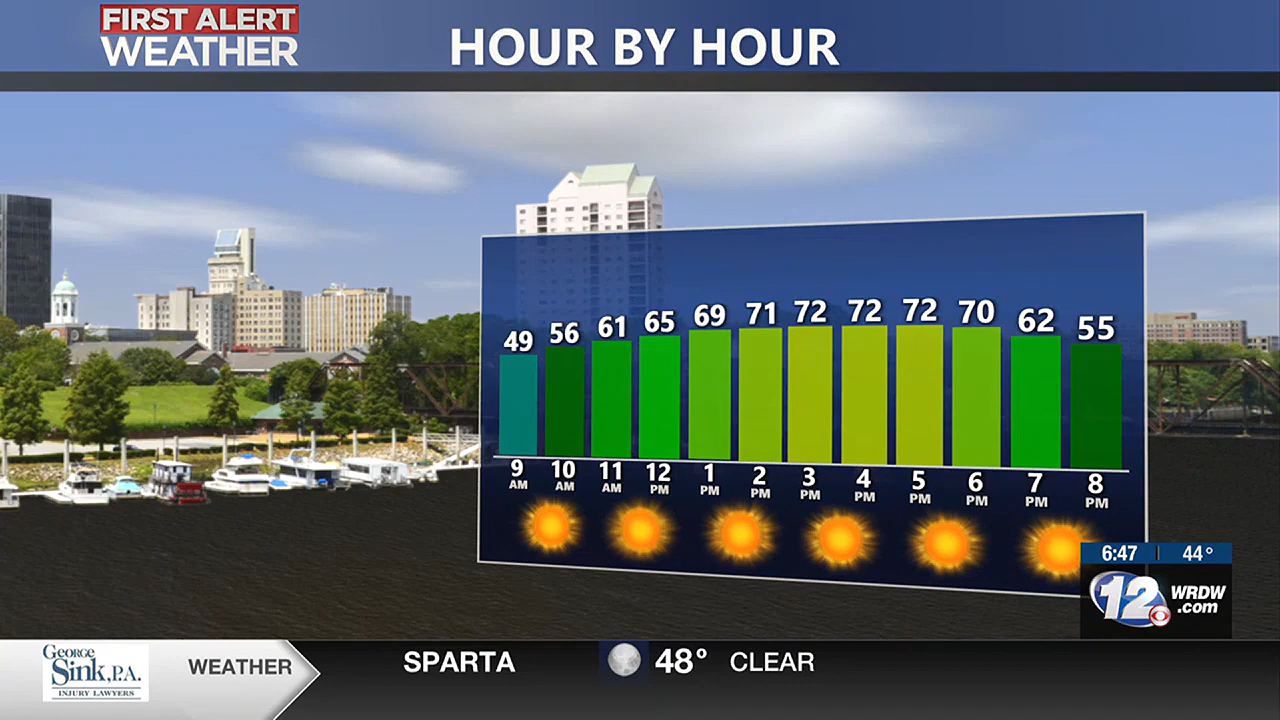 FIRST ALERT
WEATHER
HOUR BY HOUR
49 56 61 65 69 71 72 72 72 70 62 55
9 10 11 12 1 2 3 4 5 6 7 8
AM AM AM PM PM PM PM PM PM PM PM PM
6:47 44°
12 WRDW
.com
GEORGE
Sink, P.A.
INJURY LAWYERS
WEATHER
SPARTA 48° CLEAR